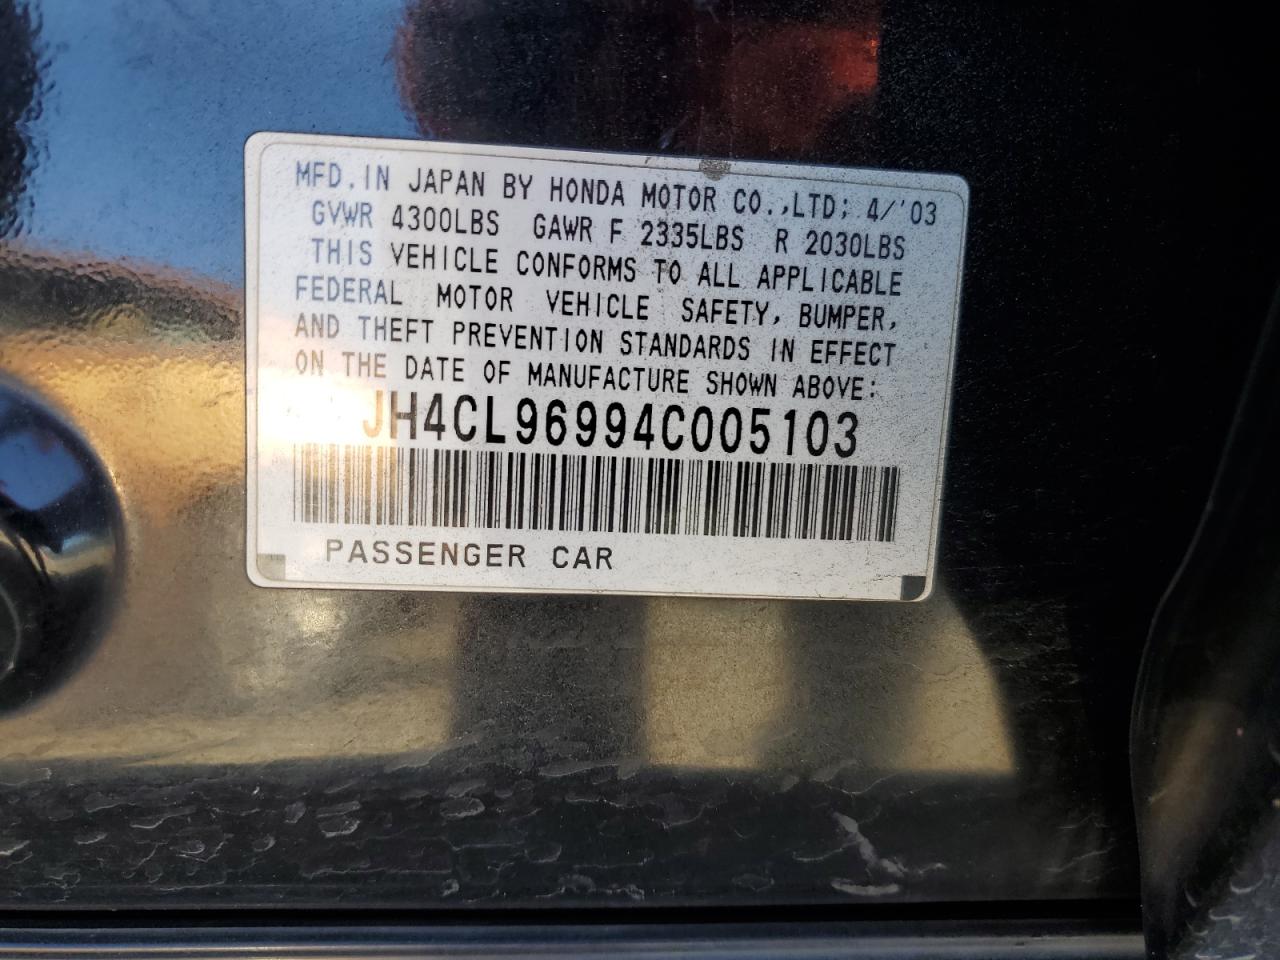 MFD. IN JAPAN BY HONDA MOTOR CO.,LTD; 4/'03
GVWR 4300LBS GAWR F 2335LBS R 2030LBS
THIS VEHICLE CONFORMS TO ALL APPLICABLE
FEDERAL MOTOR VEHICLE SAFETY, BUMPER,
AND THEFT PREVENTION STANDARDS IN EFFECT
ON THE DATE OF MANUFACTURE SHOWN ABOVE:
JH4CL96994C005103
PASSENGER CAR